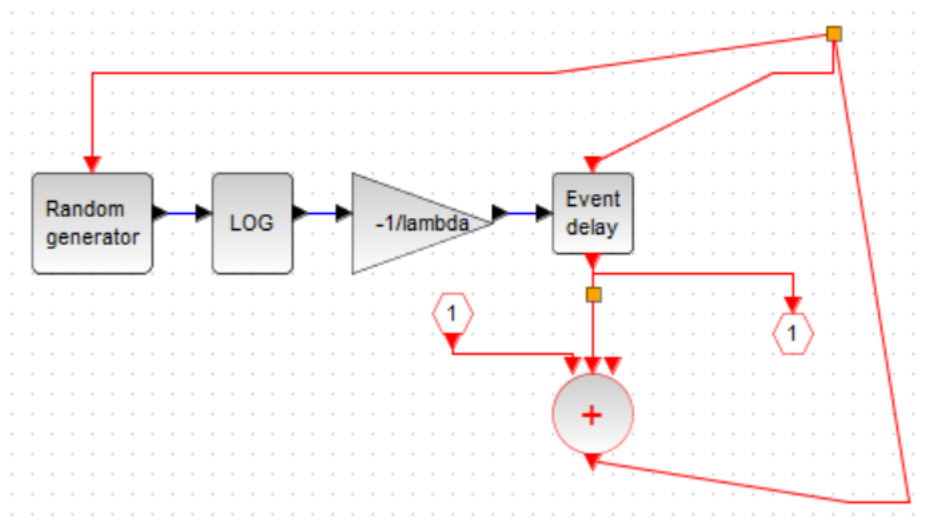 Random
generator
LOG
-1/lambda
Event
delay
1
1
+